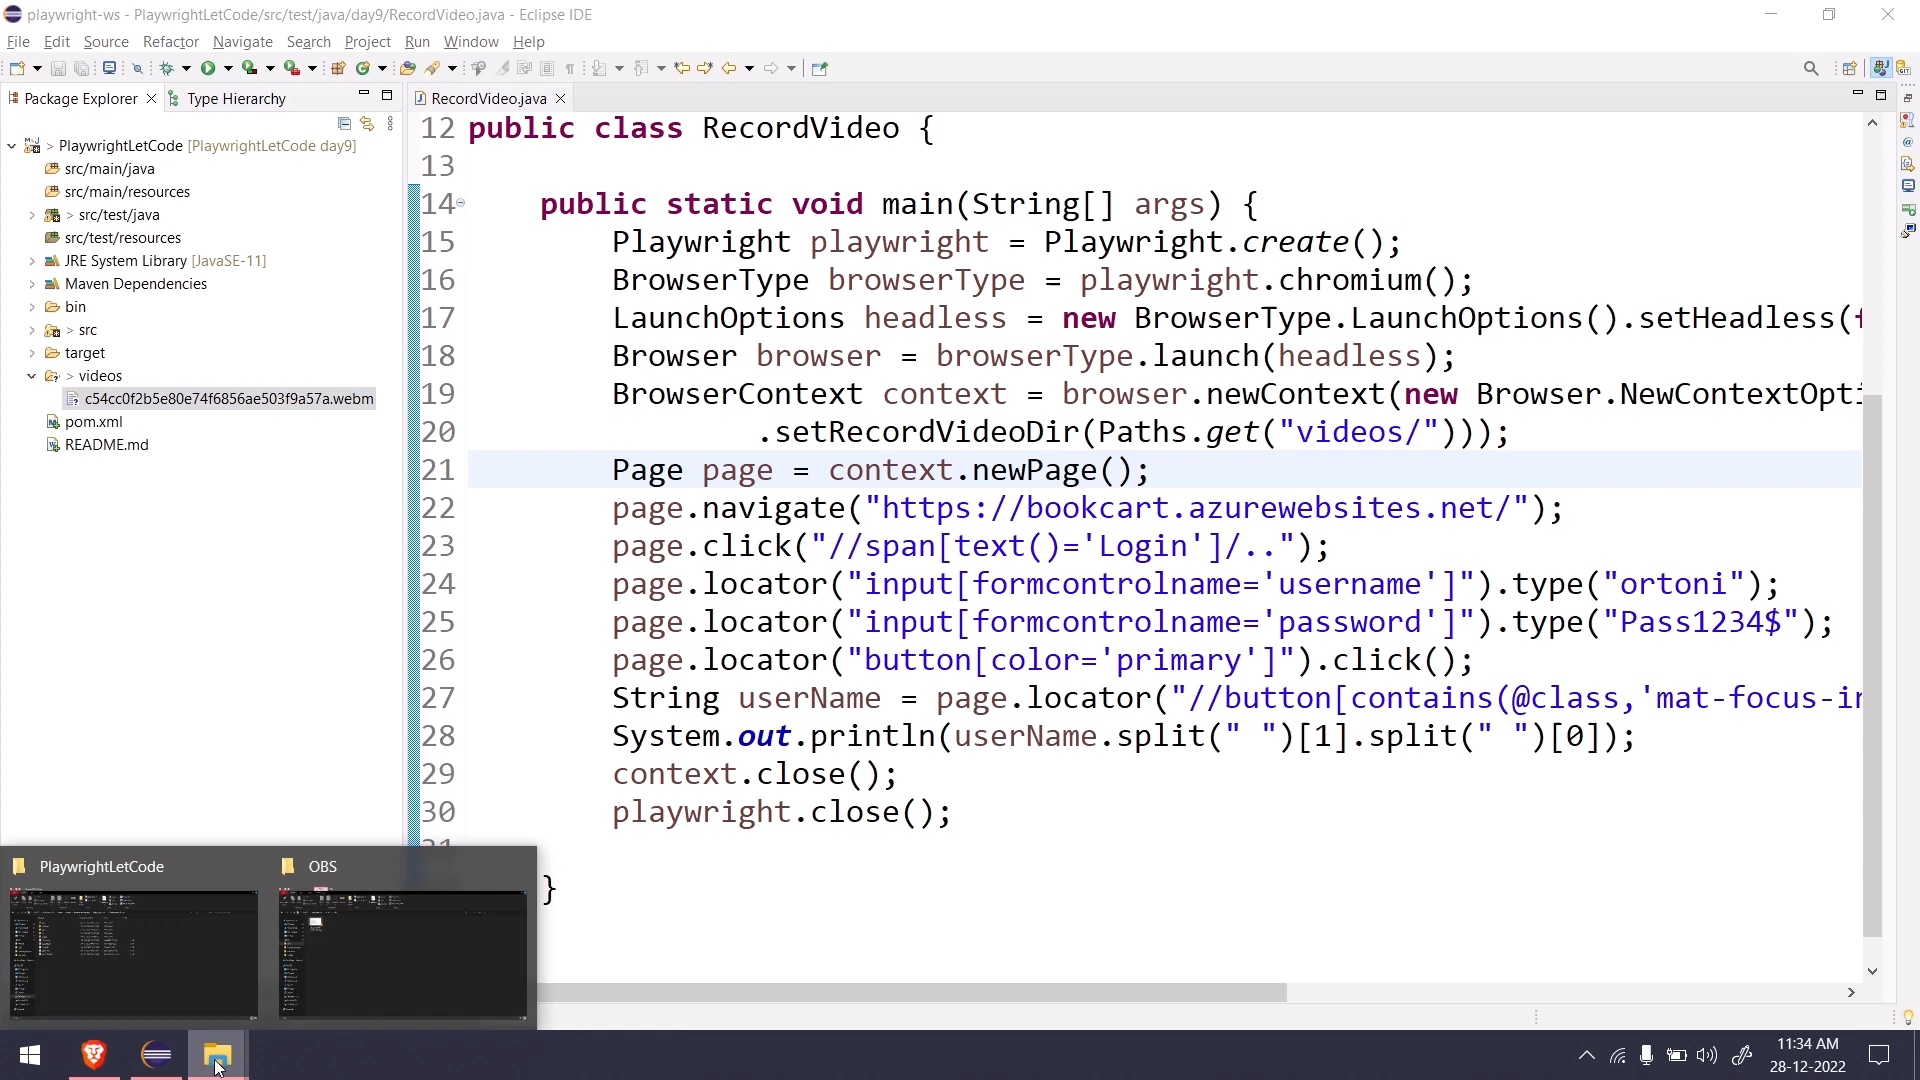 playwright-ws - PlaywrightLetCode/src/test/java/day9/RecordVideo.java - Eclipse IDE
File Edit Source Refactor Navigate Search Project Run Window Help
Package Explorer Type Hierarchy
RecordVideo.java
> PlaywrightLetCode [PlaywrightLetCode day9]
src/main/java
src/main/resources
> src/test/java
src/test/resources
JRE System Library [JavaSE-11]
Maven Dependencies
bin
> src
target
> videos
c54cc0f2b5e80e74f6856ae503f9a57a.webm
pom.xml
README.md
12 public class RecordVideo {
13
14 public static void main(String[] args) {
15 Playwright playwright = Playwright.create();
16 BrowserType browserType = playwright.chromium();
17 LaunchOptions headless = new BrowserType.LaunchOptions().setHeadless(
18 Browser browser = browserType.launch(headless);
19 BrowserContext context = browser.newContext(new Browser.NewContextOpti
20 .setRecordVideoDir(Paths.get("videos/")));
21 Page page = context.newPage();
22 page.navigate("https://bookcart.azurewebsites.net/");
23 page.click("//span[text()='Login']/..");
24 page.locator("input[formcontrolname='username']").type("ortoni");
25 page.locator("input[formcontrolname='password']").type("Pass1234$");
26 page.locator("button[color='primary']").click();
27 String userName = page.locator("//button[contains(@class,'mat-focus-in
28 System.out.println(userName.split(" ")[1].split(" ")[0]);
29 context.close();
30 playwright.close();
}
PlaywrightLetCode
OBS
11:34 AM
28-12-2022